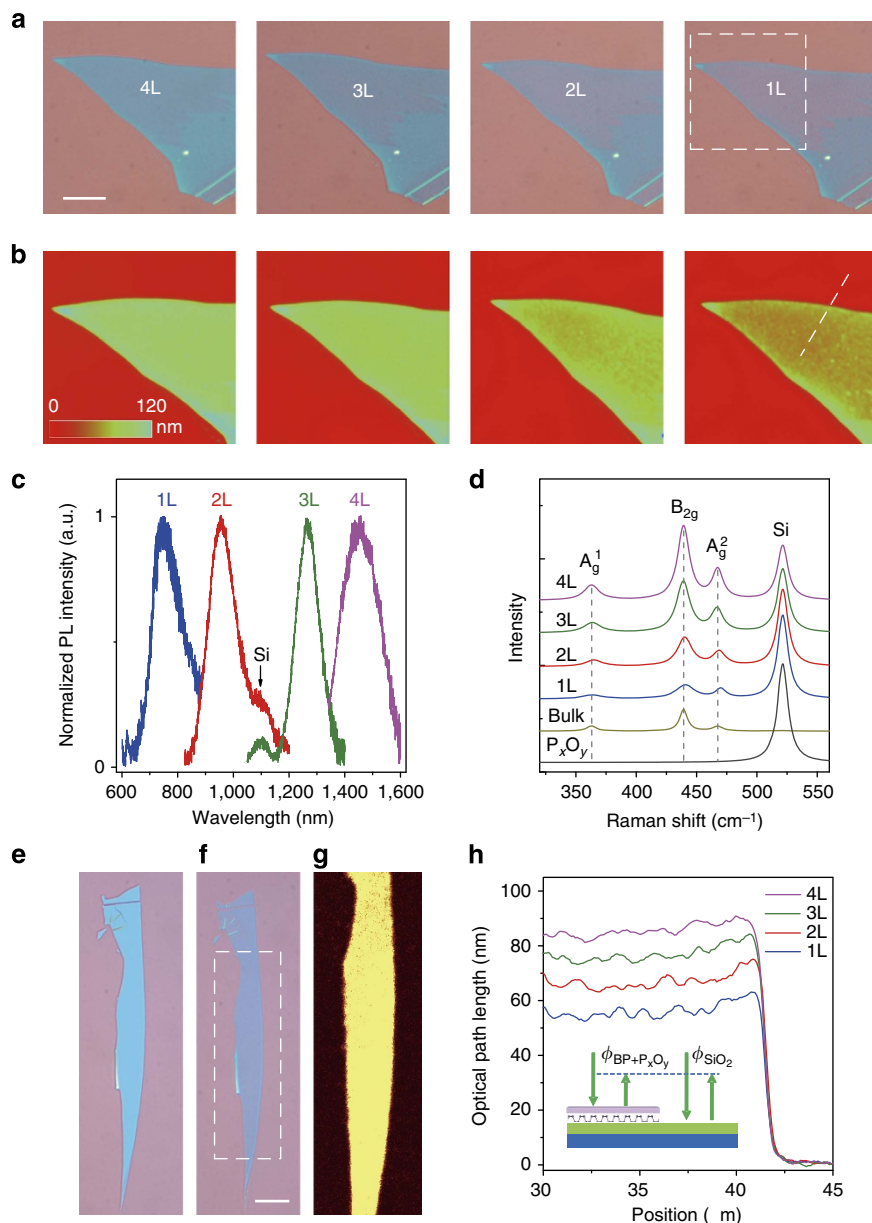 a
4L
3L
2L
1L
b
0 120
nm
c
1L 2L 3L 4L
Si
1
0
Normalized PL intensity (a.u.)
600 800 1,000 1,200 1,400 1,600
Wavelength (nm)
d
B2g
Si
Ag1
Ag2
4L
3L
2L
1L
Bulk
PxOy
Intensity
350 400 450 500 550
Raman shift (cm–1)
e
f
g
h
100
80
60
40
20
0
Optical path length (nm)
4L
3L
2L
1L
ϕBP+PxOy
ϕSiO2
30 35 40 45
Position ( m)